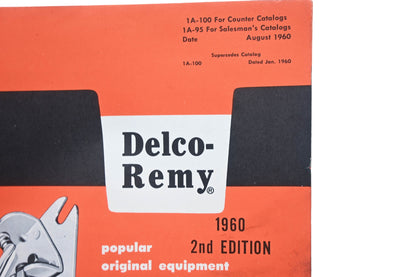 1A-100 For Counter Catalogs
1A-95 For Salesman's Catalogs
Date August 1960
Supercedes Catalog
1A-100 Dated Jan. 1960
Delco-
Remy®
1960
2nd EDITION
popular
original equipment